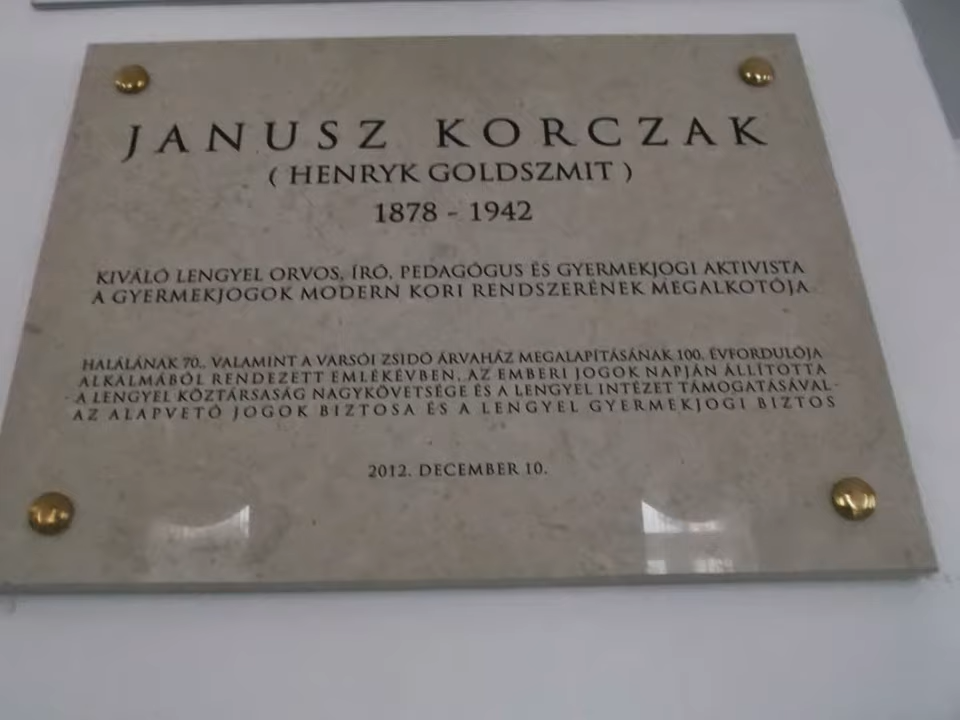 JANUSZ KORCZAK
( HENRYK GOLDSZMIT )
1878 - 1942
KIVÁLÓ LENGYEL ORVOS, ÍRÓ, PEDAGÓGUS ÉS GYERMEKJOGI AKTIVISTA
A GYERMEKJOGOK MODERN KORI RENDSZERÉNEK MEGALKOTÓJA
HALÁLÁNAK 70., VALAMINT A VARSÓI ZSIDÓ ÁRVAHÁZ MEGALAPÍTÁSÁNAK 100. ÉVFORDULÓJA
ALKALMÁBÓL RENDEZETT EMLÉKÉVBEN, AZ EMBERI JOGOK NAPJÁN ÁLLÍTOTTA
- A LENGYEL KÖZTÁRSASÁG NAGYKÖVETSÉGE ÉS A LENGYEL INTÉZET TÁMOGATÁSÁVAL -
AZ ALAPVETŐ JOGOK BIZTOSA ÉS A LENGYEL GYERMEKJOGI BIZTOS
2012. DECEMBER 10.